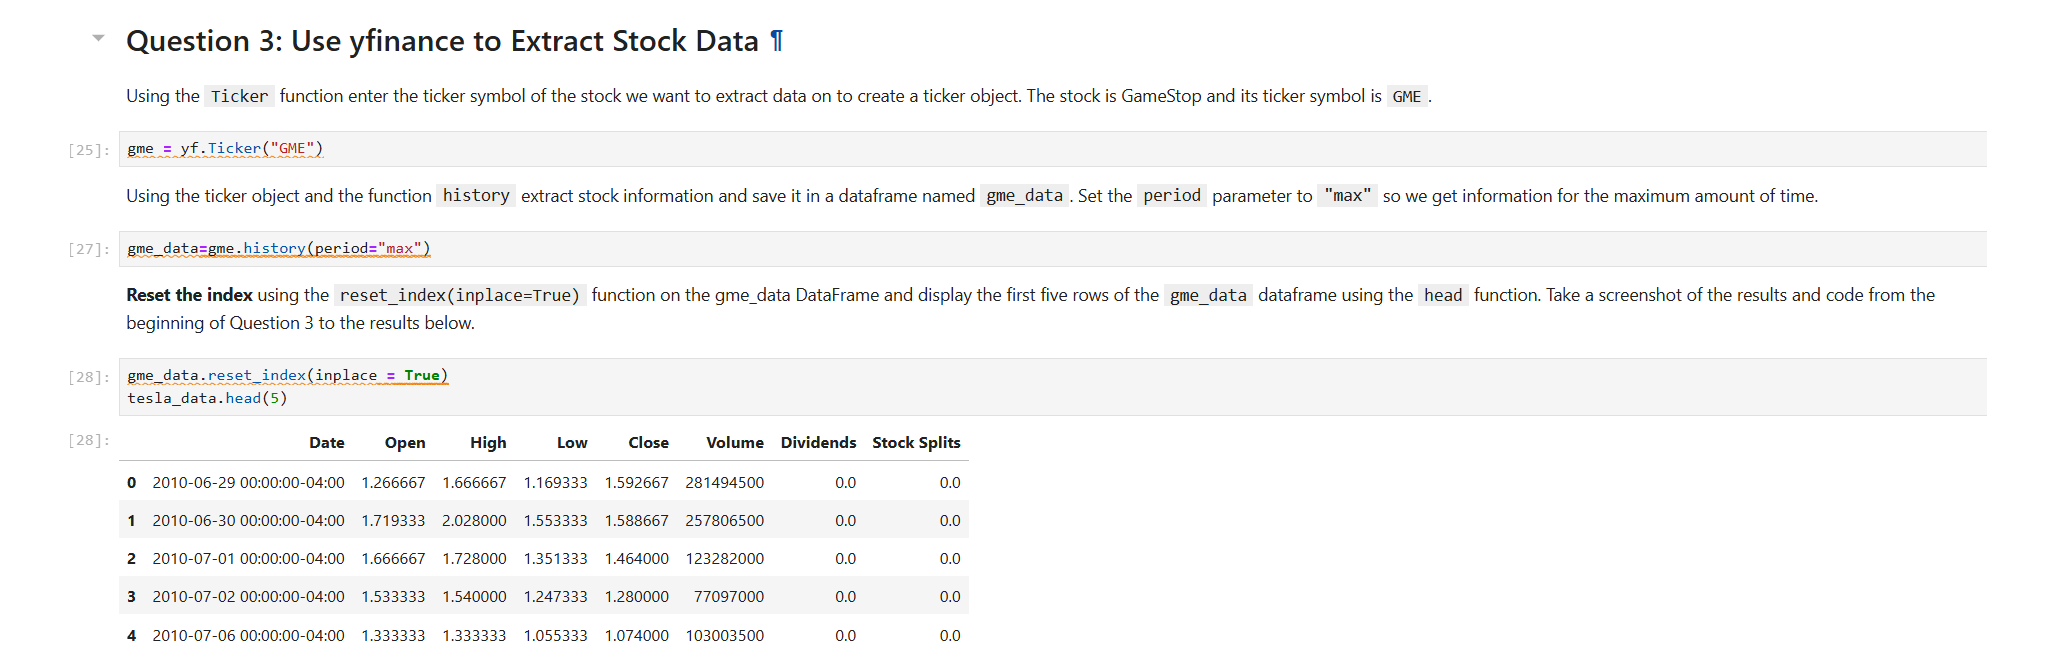 Question 3: Use yfinance to Extract Stock Data ¶
Using the Ticker function enter the ticker symbol of the stock we want to extract data on to create a ticker object. The stock is GameStop and its ticker symbol is GME .
[25]: gme = yf.Ticker("GME")
Using the ticker object and the function history extract stock information and save it in a dataframe named gme_data . Set the period parameter to "max" so we get information for the maximum amount of time.
[27]: gme_data=gme.history(period="max")
Reset the index using the reset_index(inplace=True) function on the gme_data DataFrame and display the first five rows of the gme_data dataframe using the head function. Take a screenshot of the results and code from the
beginning of Question 3 to the results below.
[28]: gme_data.reset_index(inplace = True)
tesla_data.head(5)
[28]: Date Open High Low Close Volume Dividends Stock Splits
0 2010-06-29 00:00:00-04:00 1.266667 1.666667 1.169333 1.592667 281494500 0.0 0.0
1 2010-06-30 00:00:00-04:00 1.719333 2.028000 1.553333 1.588667 257806500 0.0 0.0
2 2010-07-01 00:00:00-04:00 1.666667 1.728000 1.351333 1.464000 123282000 0.0 0.0
3 2010-07-02 00:00:00-04:00 1.533333 1.540000 1.247333 1.280000 77097000 0.0 0.0
4 2010-07-06 00:00:00-04:00 1.333333 1.333333 1.055333 1.074000 103003500 0.0 0.0